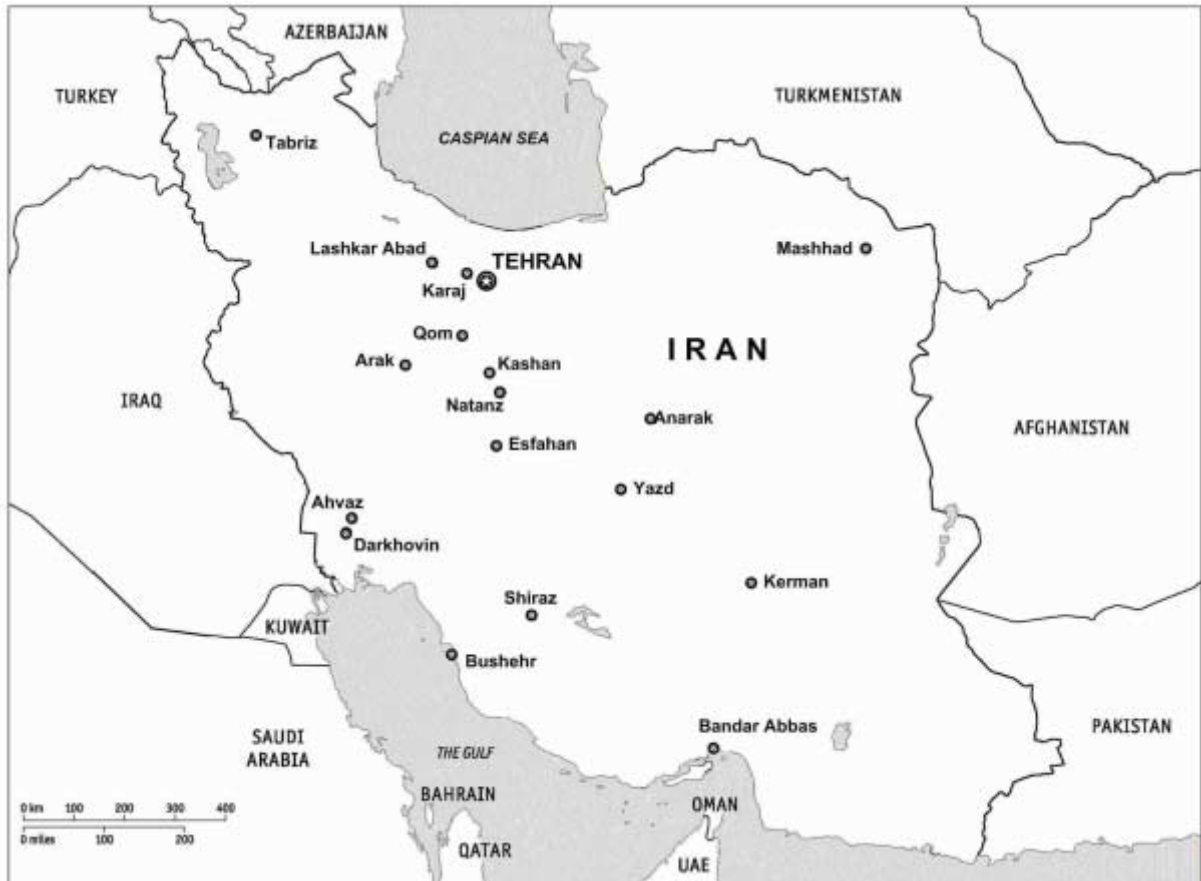 AZERBAIJAN
TURKEY
TURKMENISTAN
CASPIAN SEA
Tabriz
Lashkar Abad
TEHRAN
Mashhad
Karaj
Qom
IRAN
Arak
Kashan
Natanz
IRAQ
Anarak
AFGHANISTAN
Esfahan
Yazd
Ahvaz
Darkhovin
Kerman
Shiraz
KUWAIT
Bushehr
Bandar Abbas
PAKISTAN
SAUDI
ARABIA
THE GULF
BAHRAIN
OMAN
QATAR
UAE
0 km 100 200 300 400
0 miles 100 200